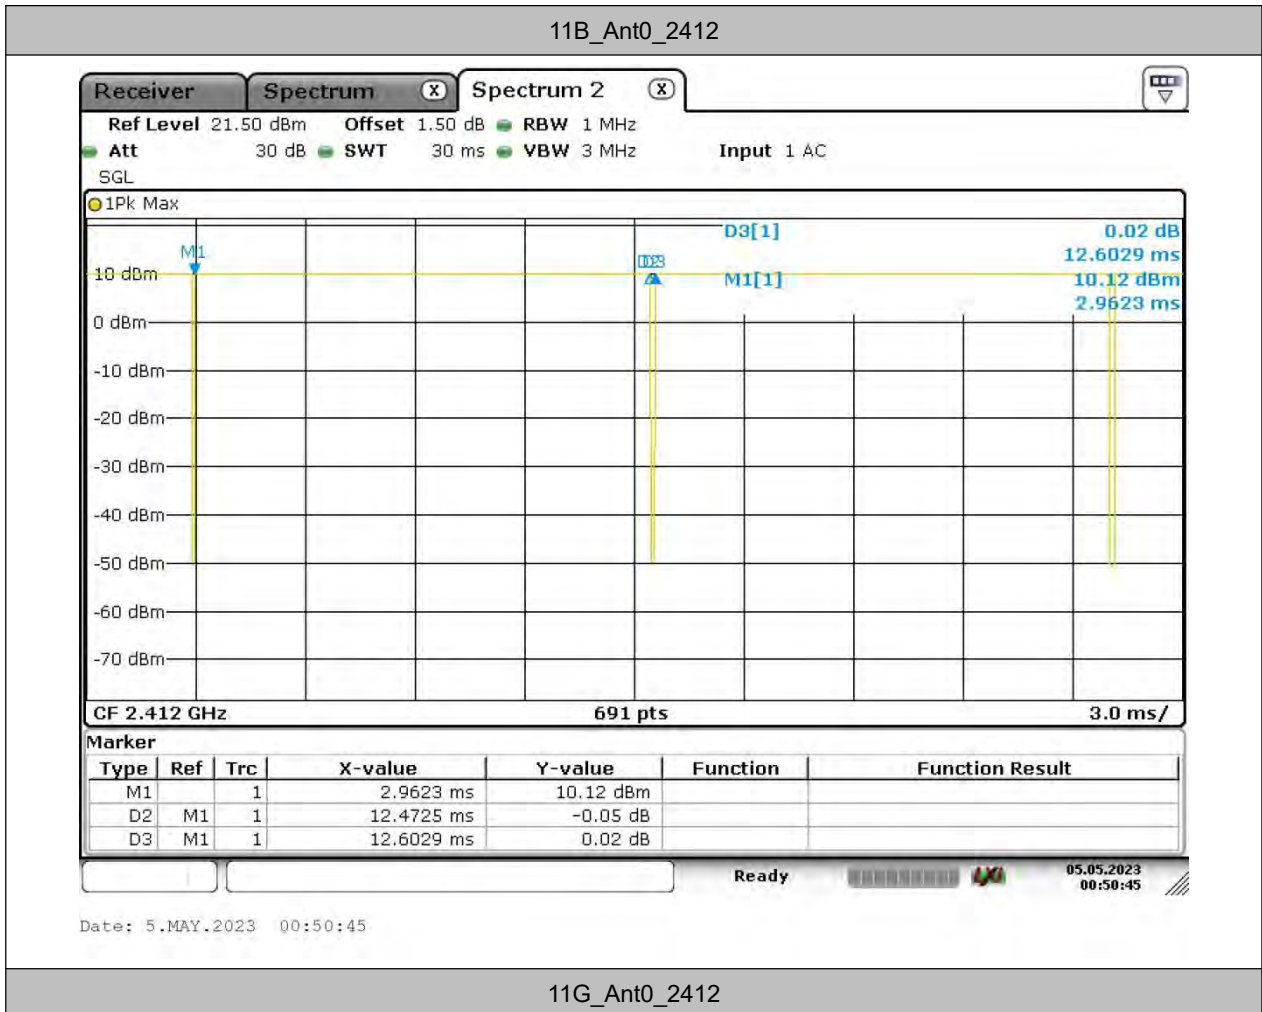 11B_Ant0_2412
Receiver Spectrum X Spectrum 2 X
Ref Level 21.50 dBm Offset 1.50 dB RBW 1 MHz
Att 30 dB SWT 30 ms VBW 3 MHz Input 1 AC
SGL
1Pk Max
D3[1] 0.02 dB
12.6029 ms
M1[1] 10.12 dBm
2.9623 ms
M1
10 dBm
0 dBm
-10 dBm
-20 dBm
-30 dBm
-40 dBm
-50 dBm
-60 dBm
-70 dBm
CF 2.412 GHz 691 pts 3.0 ms/
Marker
Type Ref Trc X-value Y-value Function Function Result
M1 1 2.9623 ms 10.12 dBm
D2 M1 1 12.4725 ms -0.05 dB
D3 M1 1 12.6029 ms 0.02 dB
Ready LXI 05.05.2023
00:50:45
Date: 5.MAY.2023 00:50:45
11G_Ant0_2412